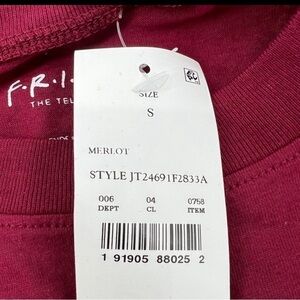 F.R.I.
THE TEL
SIZE
S
MERLOT
STYLE JT24691F2833A
006 04 0758
DEPT CL ITEM
1 91905 88025 2